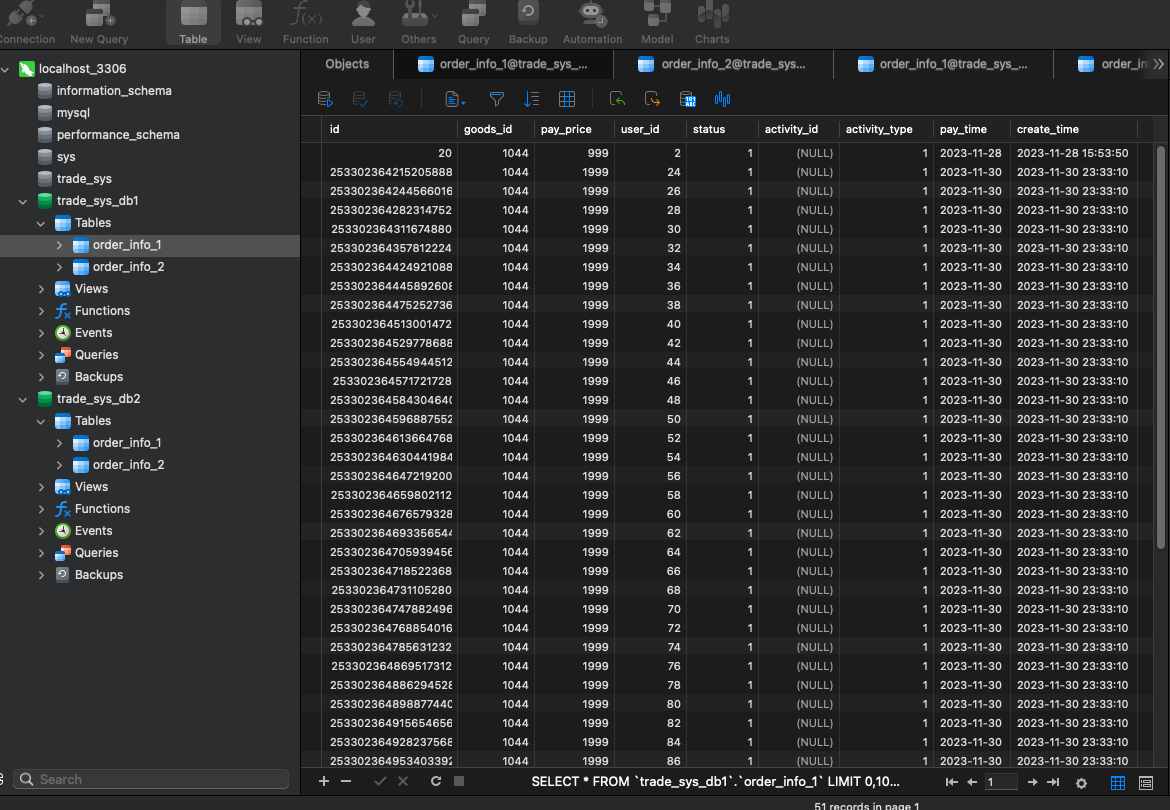 Connection New Query Table View Function User Others Query Backup Automation Model Charts
localhost_3306
information_schema
mysql
performance_schema
sys
trade_sys
trade_sys_db1
Tables
order_info_1
order_info_2
Views
Functions
Events
Queries
Backups
trade_sys_db2
Tables
order_info_1
order_info_2
Views
Functions
Events
Queries
Backups
Search
Objects order_info_1@trade_sys_... order_info_2@trade_sys... order_info_1@trade_sys_... order_in
id goods_id pay_price user_id status activity_id activity_type pay_time create_time
20 1044 999 2 1 (NULL) 1 2023-11-28 2023-11-28 15:53:50
253302364215205888 1044 1999 24 1 (NULL) 1 2023-11-30 2023-11-30 23:33:10
253302364244566016 1044 1999 26 1 (NULL) 1 2023-11-30 2023-11-30 23:33:10
253302364282314752 1044 1999 28 1 (NULL) 1 2023-11-30 2023-11-30 23:33:10
253302364311674880 1044 1999 30 1 (NULL) 1 2023-11-30 2023-11-30 23:33:10
253302364357812224 1044 1999 32 1 (NULL) 1 2023-11-30 2023-11-30 23:33:10
253302364424921088 1044 1999 34 1 (NULL) 1 2023-11-30 2023-11-30 23:33:10
253302364445892608 1044 1999 36 1 (NULL) 1 2023-11-30 2023-11-30 23:33:10
253302364475252736 1044 1999 38 1 (NULL) 1 2023-11-30 2023-11-30 23:33:10
253302364513001472 1044 1999 40 1 (NULL) 1 2023-11-30 2023-11-30 23:33:10
253302364529778688 1044 1999 42 1 (NULL) 1 2023-11-30 2023-11-30 23:33:10
253302364554944512 1044 1999 44 1 (NULL) 1 2023-11-30 2023-11-30 23:33:10
253302364571721728 1044 1999 46 1 (NULL) 1 2023-11-30 2023-11-30 23:33:10
253302364584304640 1044 1999 48 1 (NULL) 1 2023-11-30 2023-11-30 23:33:10
253302364596887552 1044 1999 50 1 (NULL) 1 2023-11-30 2023-11-30 23:33:10
253302364613664768 1044 1999 52 1 (NULL) 1 2023-11-30 2023-11-30 23:33:10
253302364630441984 1044 1999 54 1 (NULL) 1 2023-11-30 2023-11-30 23:33:10
253302364647219200 1044 1999 56 1 (NULL) 1 2023-11-30 2023-11-30 23:33:10
253302364659802112 1044 1999 58 1 (NULL) 1 2023-11-30 2023-11-30 23:33:10
253302364676579328 1044 1999 60 1 (NULL) 1 2023-11-30 2023-11-30 23:33:10
253302364693356544 1044 1999 62 1 (NULL) 1 2023-11-30 2023-11-30 23:33:10
253302364705939456 1044 1999 64 1 (NULL) 1 2023-11-30 2023-11-30 23:33:10
253302364718522368 1044 1999 66 1 (NULL) 1 2023-11-30 2023-11-30 23:33:10
253302364731105280 1044 1999 68 1 (NULL) 1 2023-11-30 2023-11-30 23:33:10
253302364747882496 1044 1999 70 1 (NULL) 1 2023-11-30 2023-11-30 23:33:10
253302364768854016 1044 1999 72 1 (NULL) 1 2023-11-30 2023-11-30 23:33:10
253302364785631232 1044 1999 74 1 (NULL) 1 2023-11-30 2023-11-30 23:33:10
253302364869517312 1044 1999 76 1 (NULL) 1 2023-11-30 2023-11-30 23:33:10
253302364886294528 1044 1999 78 1 (NULL) 1 2023-11-30 2023-11-30 23:33:10
253302364898877440 1044 1999 80 1 (NULL) 1 2023-11-30 2023-11-30 23:33:10
253302364915654656 1044 1999 82 1 (NULL) 1 2023-11-30 2023-11-30 23:33:10
253302364928237568 1044 1999 84 1 (NULL) 1 2023-11-30 2023-11-30 23:33:10
253302364953403392 1044 1999 86 1 (NULL) 1 2023-11-30 2023-11-30 23:33:10
SELECT * FROM `trade_sys_db1`.`order_info_1` LIMIT 0,10... 1
51 records in page 1